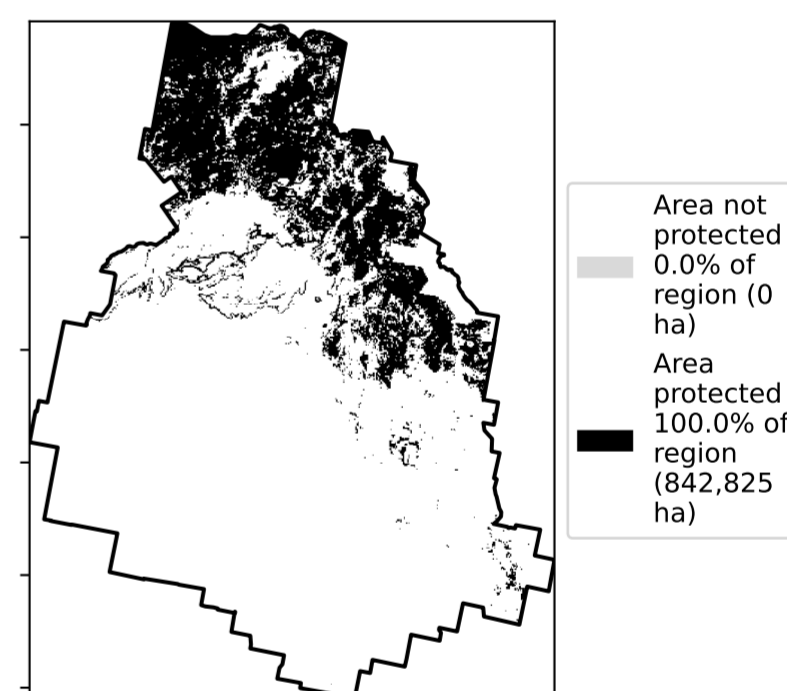 Area not
protected
0.0% of
region (0
ha)
Area
protected
100.0% of
region
(842,825
ha)